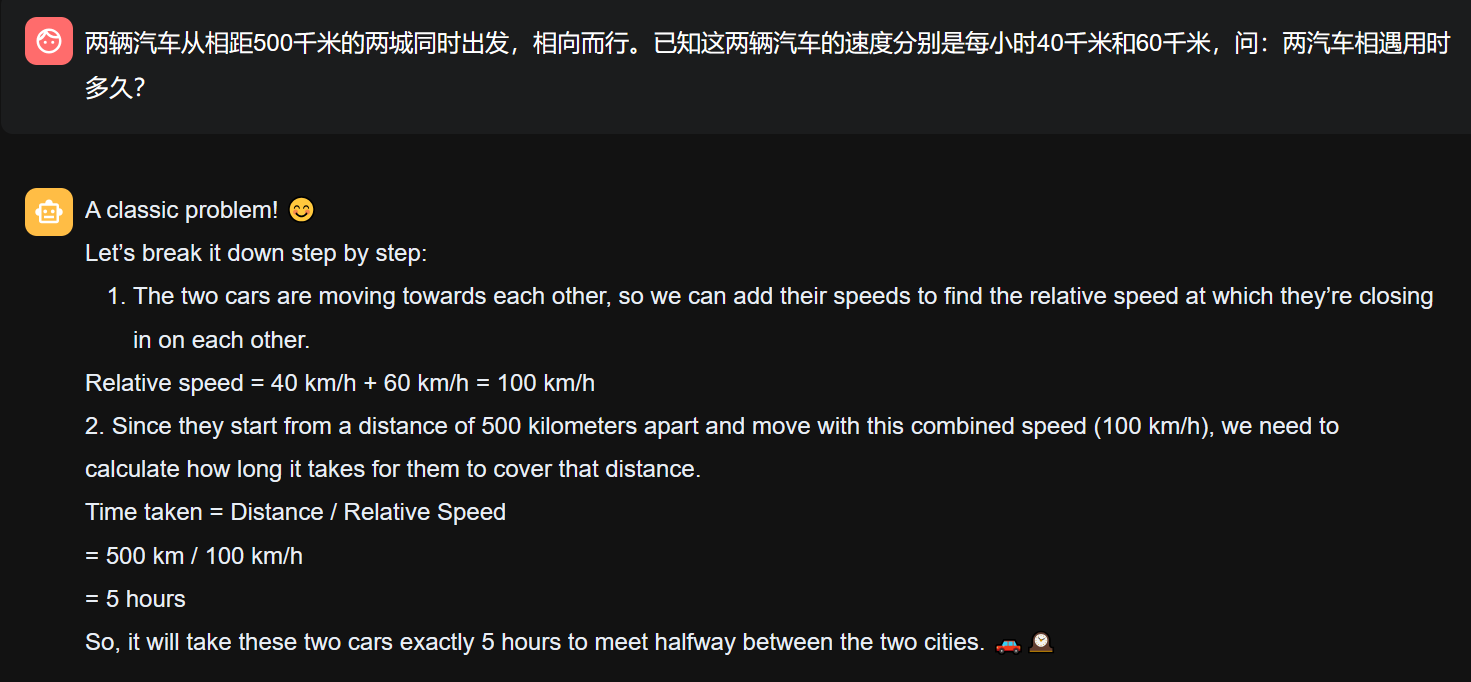 两辆汽车从相距500千米的两城同时出发，相向而行。已知这两辆汽车的速度分别是每小时40千米和60千米，问：两汽车相遇用时
多久？
A classic problem! 😊
Let’s break it down step by step:
1. The two cars are moving towards each other, so we can add their speeds to find the relative speed at which they’re closing
in on each other.
Relative speed = 40 km/h + 60 km/h = 100 km/h
2. Since they start from a distance of 500 kilometers apart and move with this combined speed (100 km/h), we need to
calculate how long it takes for them to cover that distance.
Time taken = Distance / Relative Speed
= 500 km / 100 km/h
= 5 hours
So, it will take these two cars exactly 5 hours to meet halfway between the two cities. 🚗 🕰️